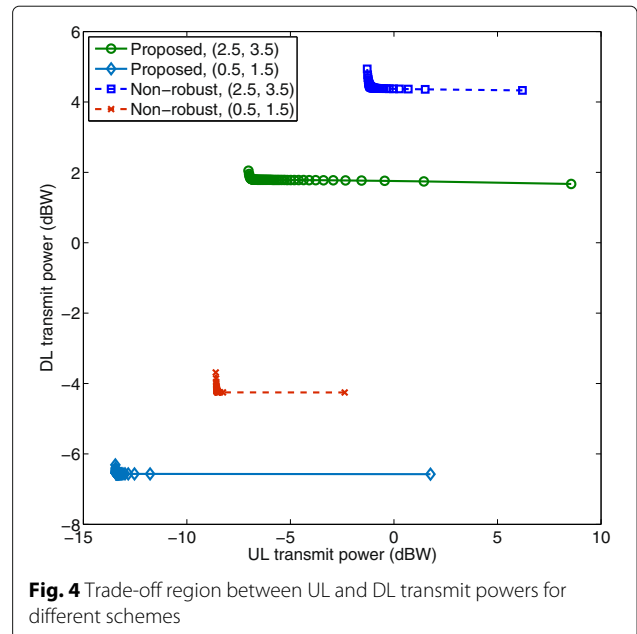 6
4
2
0
−2
−4
−6
−8
DL transmit power (dBW)
Proposed, (2.5, 3.5)
Proposed, (0.5, 1.5)
Non−robust, (2.5, 3.5)
Non−robust, (0.5, 1.5)
−15
−10
−5
0
5
10
UL transmit power (dBW)
Fig. 4 Trade-off region between UL and DL transmit powers for
different schemes